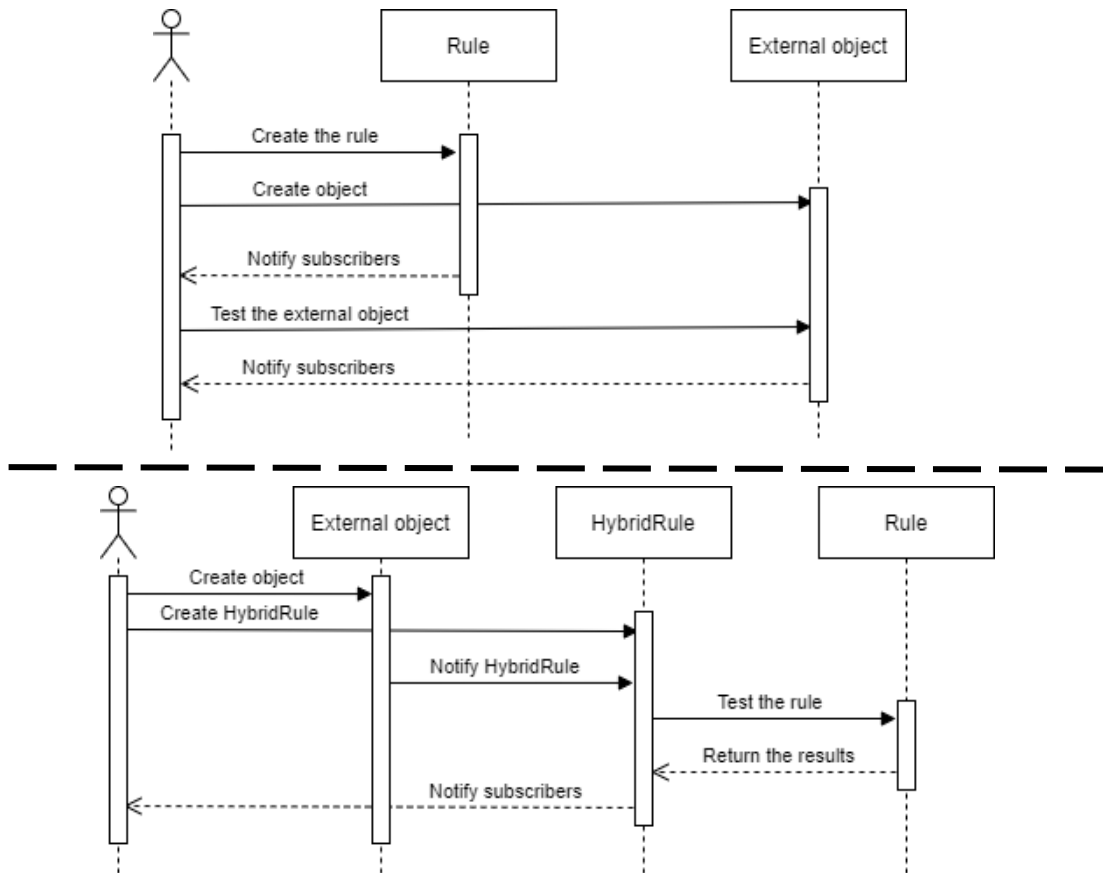 Rule
External object
Create the rule
Create object
Notify subscribers
Test the external object
Notify subscribers
External object
HybridRule
Rule
Create object
Create HybridRule
Notify HybridRule
Test the rule
Return the results
Notify subscribers